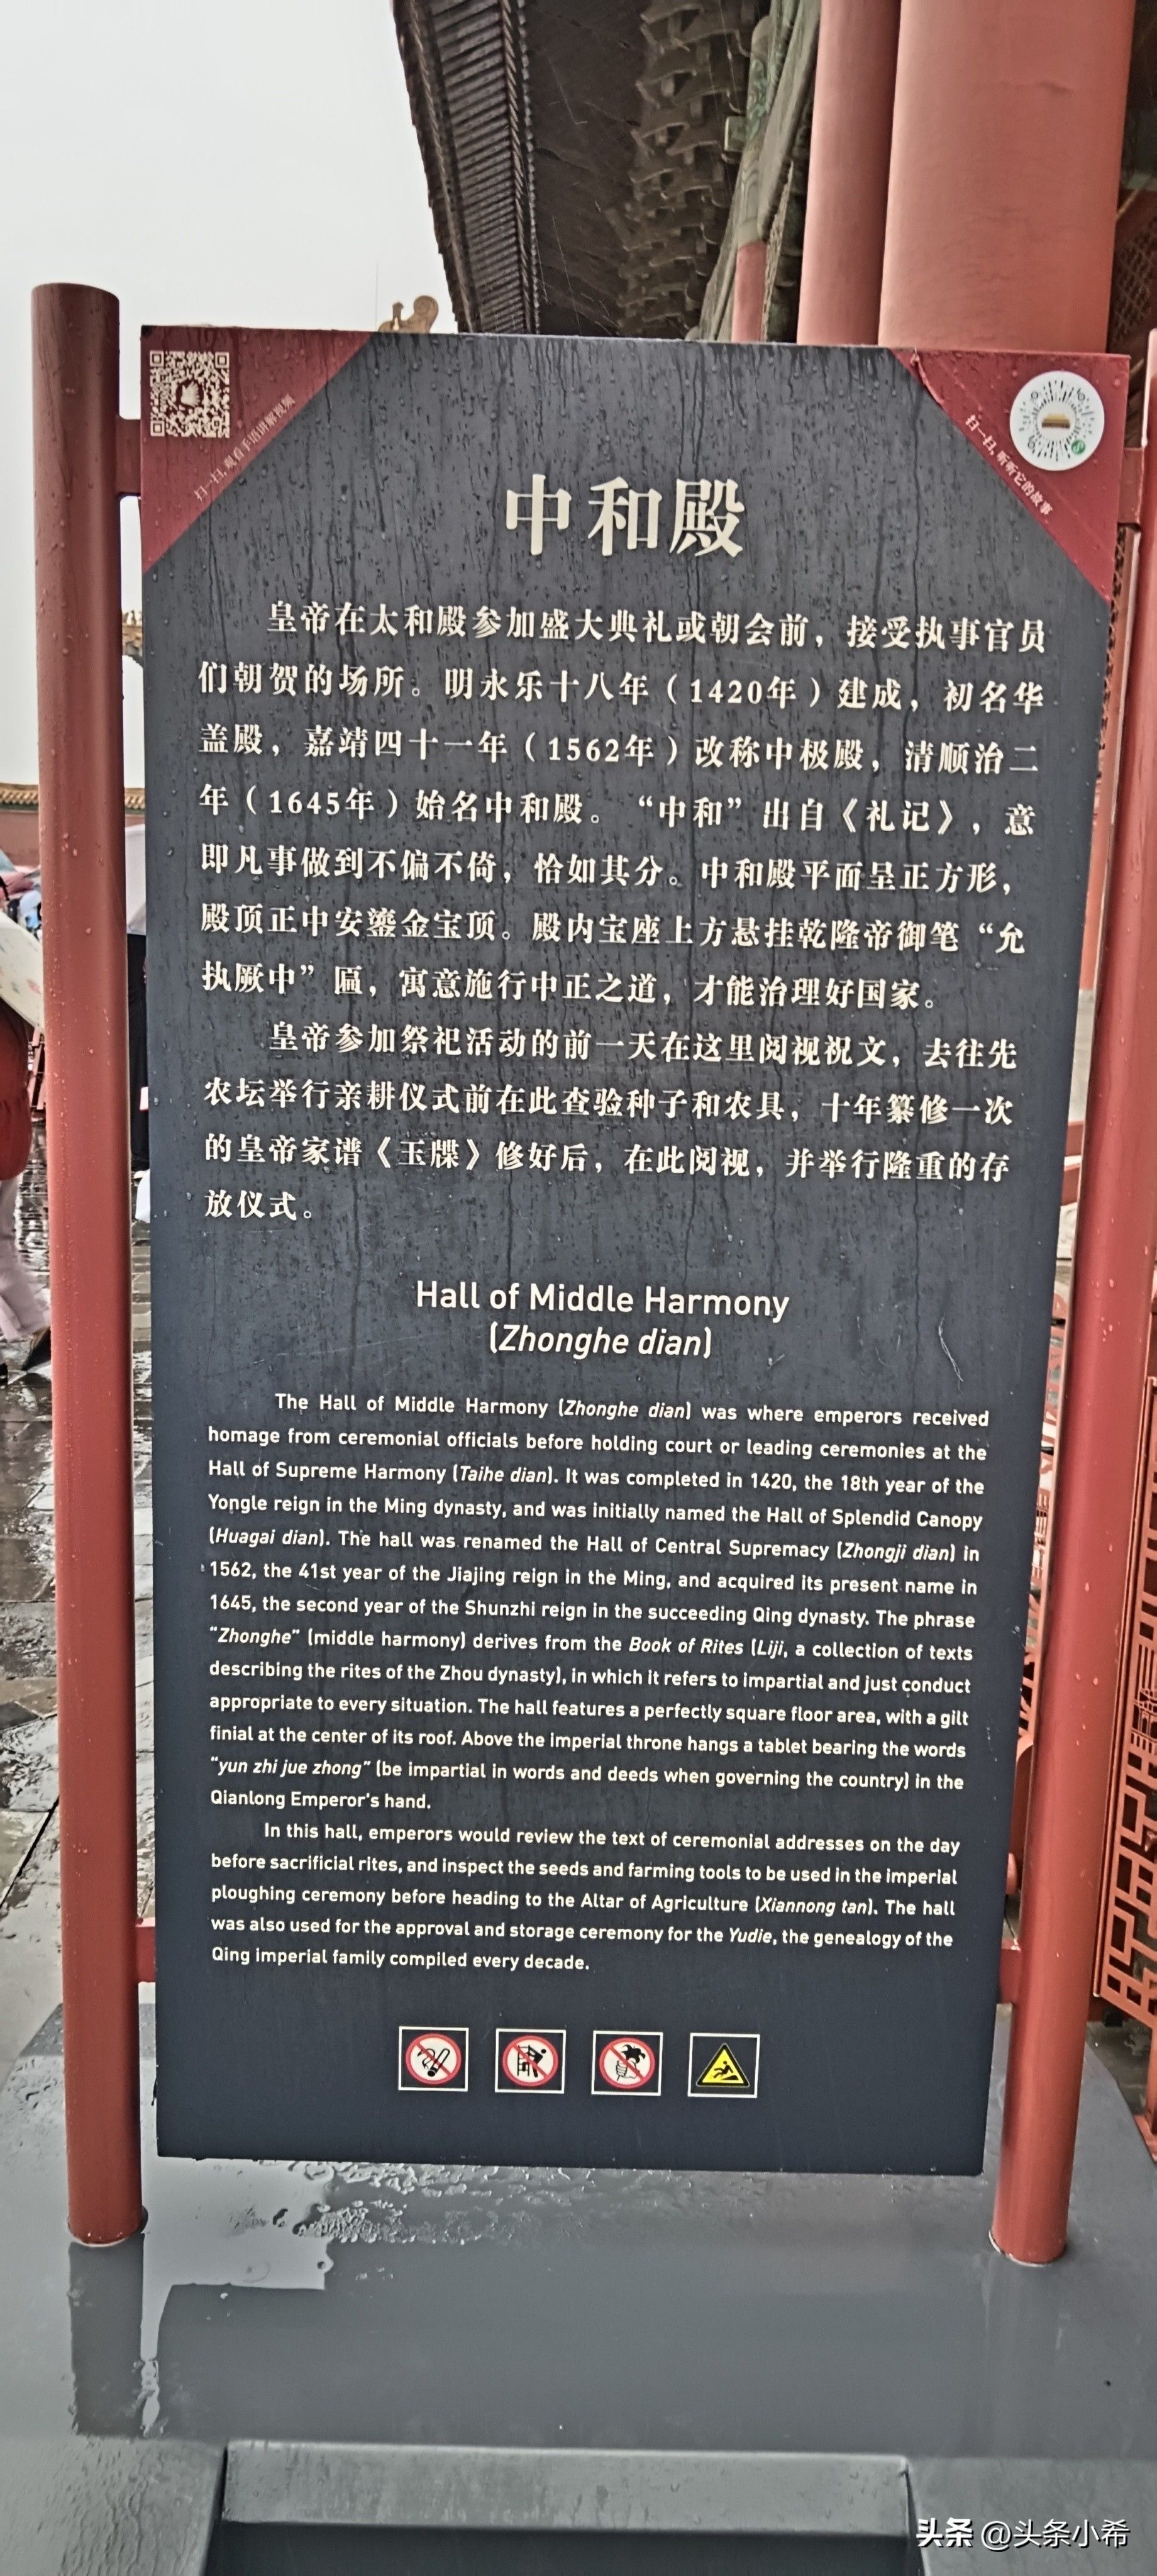 扫一扫，观看手语讲解视频
扫一扫，听听它的故事
中和殿
皇帝在太和殿参加盛大典礼或朝会前，接受执事官员
们朝贺的场所。明永乐十八年（1420年）建成，初名华
盖殿，嘉靖四十一年（1562年）改称中极殿，清顺治二
年（1645年）始名中和殿。“中和”出自《礼记》，意
即凡事做到不偏不倚，恰如其分。中和殿平面呈正方形，
殿顶正中安鎏金宝顶。殿内宝座上方悬挂乾隆帝御笔“允
执厥中”匾，寓意施行中正之道，才能治理好国家。
皇帝参加祭祀活动的前一天在这里阅视祝文，去往先
农坛举行亲耕仪式前在此查验种子和农具，十年纂修一次
的皇帝家谱《玉牒》修好后，在此阅视，并举行隆重的存
放仪式。
Hall of Middle Harmony
(Zhonghe dian)
The Hall of Middle Harmony (Zhonghe dian) was where emperors received
homage from ceremonial officials before holding court or leading ceremonies at the
Hall of Supreme Harmony (Taihe dian). It was completed in 1420, the 18th year of the
Yongle reign in the Ming dynasty, and was initially named the Hall of Splendid Canopy
(Huagai dian). The hall was renamed the Hall of Central Supremacy (Zhongji dian) in
1562, the 41st year of the Jiajing reign in the Ming, and acquired its present name in
1645, the second year of the Shunzhi reign in the succeeding Qing dynasty. The phrase
“Zhonghe” (middle harmony) derives from the Book of Rites (Liji, a collection of texts
describing the rites of the Zhou dynasty), in which it refers to impartial and just conduct
appropriate to every situation. The hall features a perfectly square floor area, with a gilt
finial at the center of its roof. Above the imperial throne hangs a tablet bearing the words
“yun zhi jue zhong” (be impartial in words and deeds when governing the country) in the
Qianlong Emperor's hand.
In this hall, emperors would review the text of ceremonial addresses on the day
before sacrificial rites, and inspect the seeds and farming tools to be used in the imperial
ploughing ceremony before heading to the Altar of Agriculture (Xiannong tan). The hall
was also used for the approval and storage ceremony for the Yudie, the genealogy of the
Qing imperial family compiled every decade.
头条 @头条小希